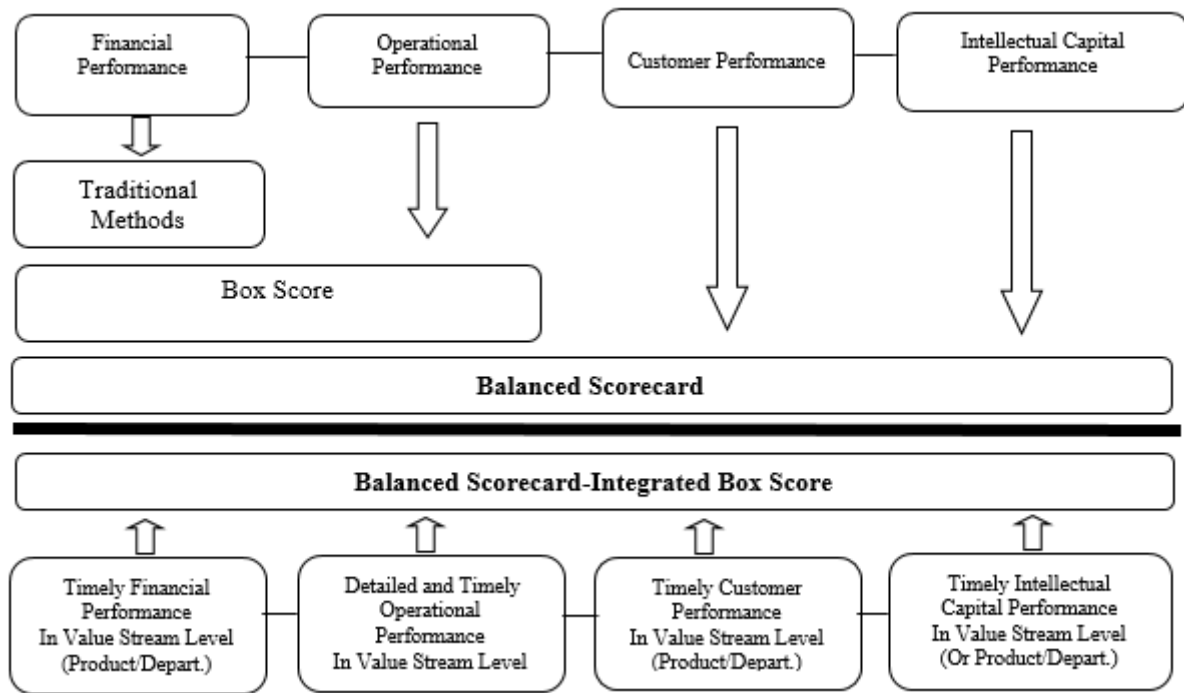 Financial
Performance
Operational
Performance
Customer Performance
Intellectual Capital
Performance
Traditional
Methods
Box Score
Balanced Scorecard
Balanced Scorecard-Integrated Box Score
Timely Financial
Performance
In Value Stream Level
(Product/Depart.)
Detailed and Timely
Operational
Performance
In Value Stream Level
Timely Customer
Performance
In Value Stream Level
(Product/Depart.)
Timely Intellectual
Capital Performance
In Value Stream Level
(Or Product/Depart.)